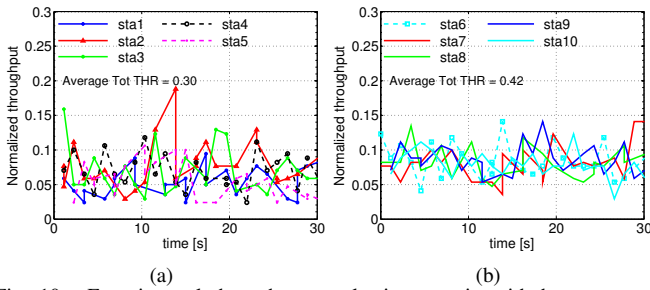 0.3
0.25
0.2
0.15
0.1
0.05
0
0 10 20 30
Normalized throughput
time [s]
sta1
sta2
sta3
sta4
sta5
Average Tot THR = 0.30
(a)
0.3
0.25
0.2
0.15
0.1
0.05
0
0 10 20 30
Normalized throughput
time [s]
sta6
sta7
sta8
sta9
sta10
Average Tot THR = 0.42
(b)